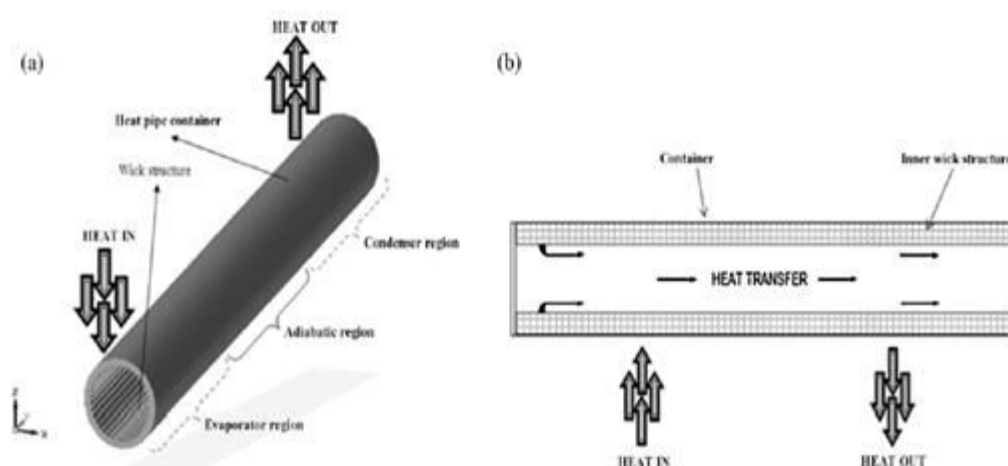 (a)
HEAT OUT
Heat pipe container
Wick structure
HEAT IN
Condenser region
Adiabatic region
Evaporator region
Z
Y
X
(b)
Container
Inner wick structure
HEAT TRANSFER
HEAT IN
HEAT OUT